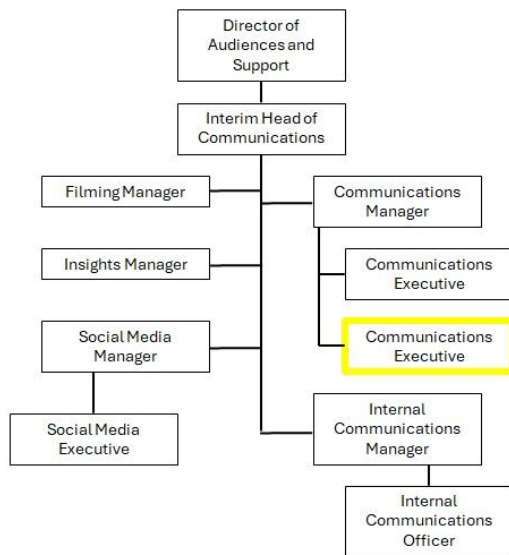 Director of
Audiences and
Support
Interim Head of
Communications
Filming Manager
Communications
Manager
Insights Manager
Communications
Executive
Social Media
Manager
Communications
Executive
Social Media
Executive
Internal
Communications
Manager
Internal
Communications
Officer